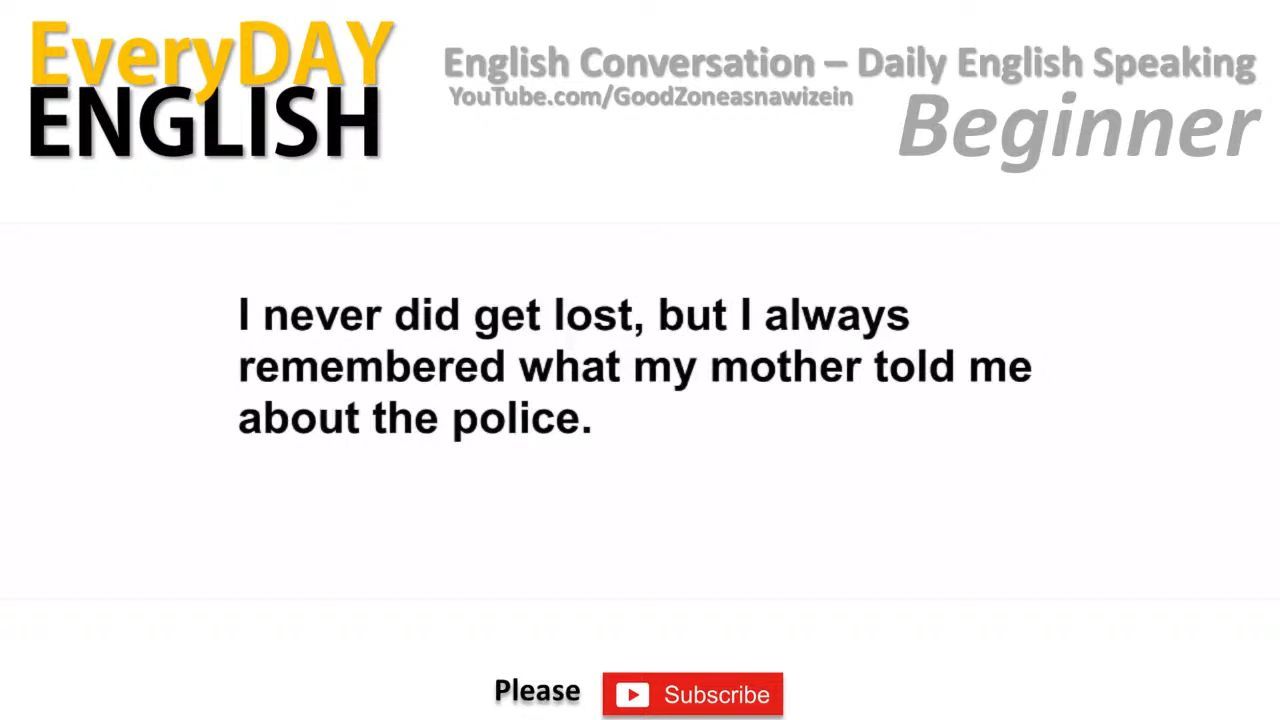 EveryDAY
ENGLISH
English Conversation – Daily English Speaking
YouTube.com/GoodZoneasnawizein
Beginner
I never did get lost, but I always
remembered what my mother told me
about the police.
Please
Subscribe